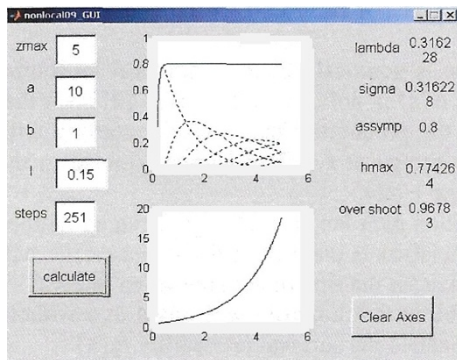 nonlocal09_GUI
zmax 5
a 10
b 1
l 0.15
steps 251
calculate
1
0.8
0.6
0.4
0.2
0
0 2 4 6
20
15
10
5
0
0 2 4 6
lambda 0.3162
28
sigma 0.31622
8
assymp 0.8
hmax 0.77426
4
over shoot 0.9678
3
Clear Axes